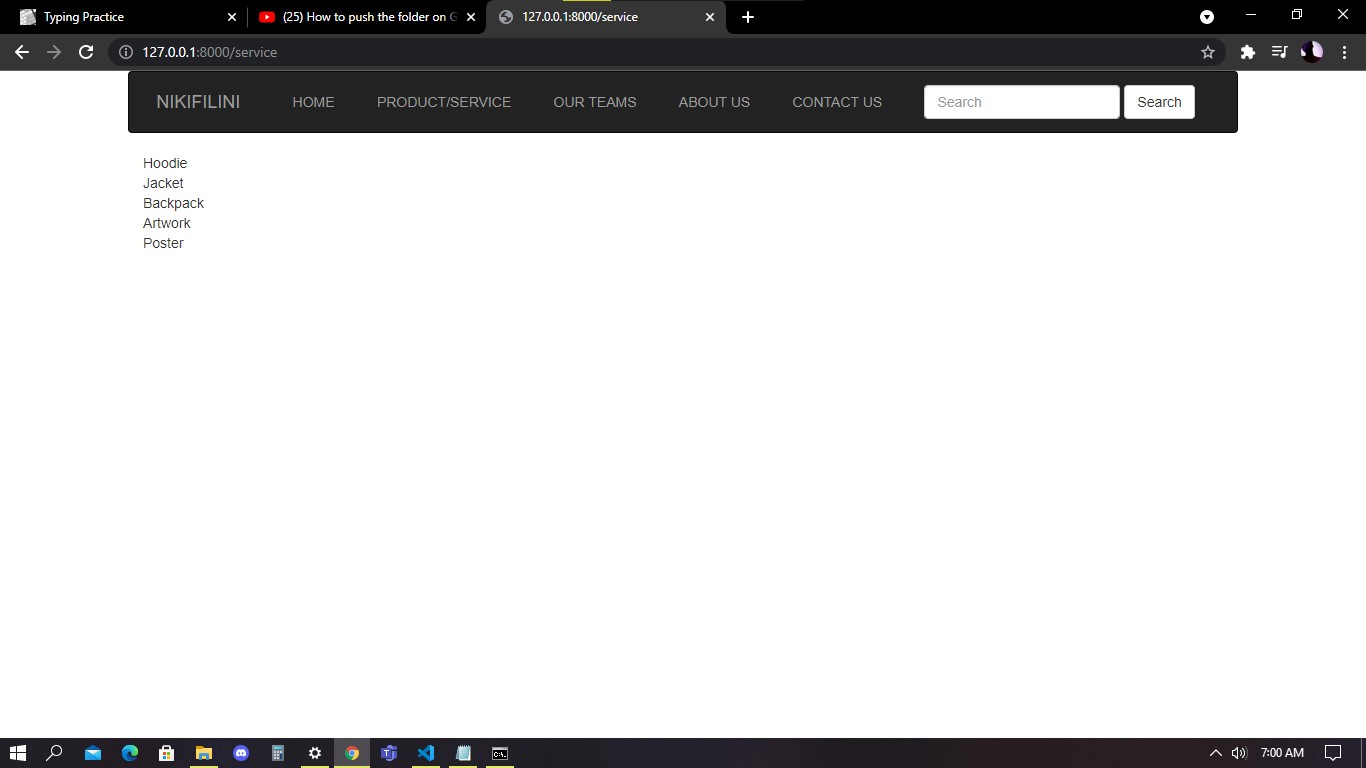 Typing Practice
(25) How to push the folder on G
127.0.0.1:8000/service
127.0.0.1:8000/service
NIKIFILINI HOME PRODUCT/SERVICE OUR TEAMS ABOUT US CONTACT US Search Search
Hoodie
Jacket
Backpack
Artwork
Poster
7:00 AM